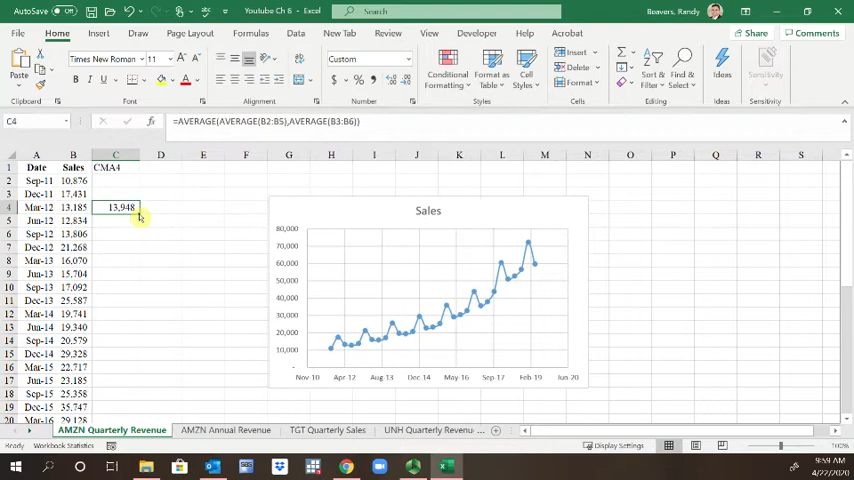 AutoSave Off Youtube Ch 6 - Excel Search Beavers, Randy
File Home Insert Draw Page Layout Formulas Data Review View New Tab Developer Help Acrobat Share Comments
Times New Roman 11 Custom Insert Delete Format
Paste B I U $ % Conditional Formatting Format as Table Cell Styles Sort & Filter Find & Select Ideas Sensitivity
Clipboard Font Alignment Number Styles Cells Editing Ideas Sensitivity
C4 =AVERAGE(AVERAGE(B2:B5),AVERAGE(B3:B6))
A B C D E F G H I J K L M N O P Q R S
1 Date Sales CMA4
2 Sep-11 10,876
3 Dec-11 17,431
4 Mar-12 13,185 13,948
5 Jun-12 12,834
6 Sep-12 13,806
7 Dec-12 21,268
8 Mar-13 16,070
9 Jun-13 15,704
10 Sep-13 17,092
11 Dec-13 25,587
12 Mar-14 19,741
13 Jun-14 19,340
14 Sep-14 20,579
15 Dec-14 29,328
16 Mar-15 22,717
17 Jun-15 23,185
18 Sep-15 25,358
19 Dec-15 35,747
20 Mar-16 29,128
Sales
80,000
70,000
60,000
50,000
40,000
30,000
20,000
10,000
-
Nov-10 Apr-12 Aug-13 Dec-14 May-16 Sep-17 Feb-19 Jun-20
AMZN Quarterly Revenue AMZN Annual Revenue TGT Quarterly Sales UNH Quarterly Revenu ...
Ready Workbook Statistics Display Settings 100%
9:59 AM
4/22/2020